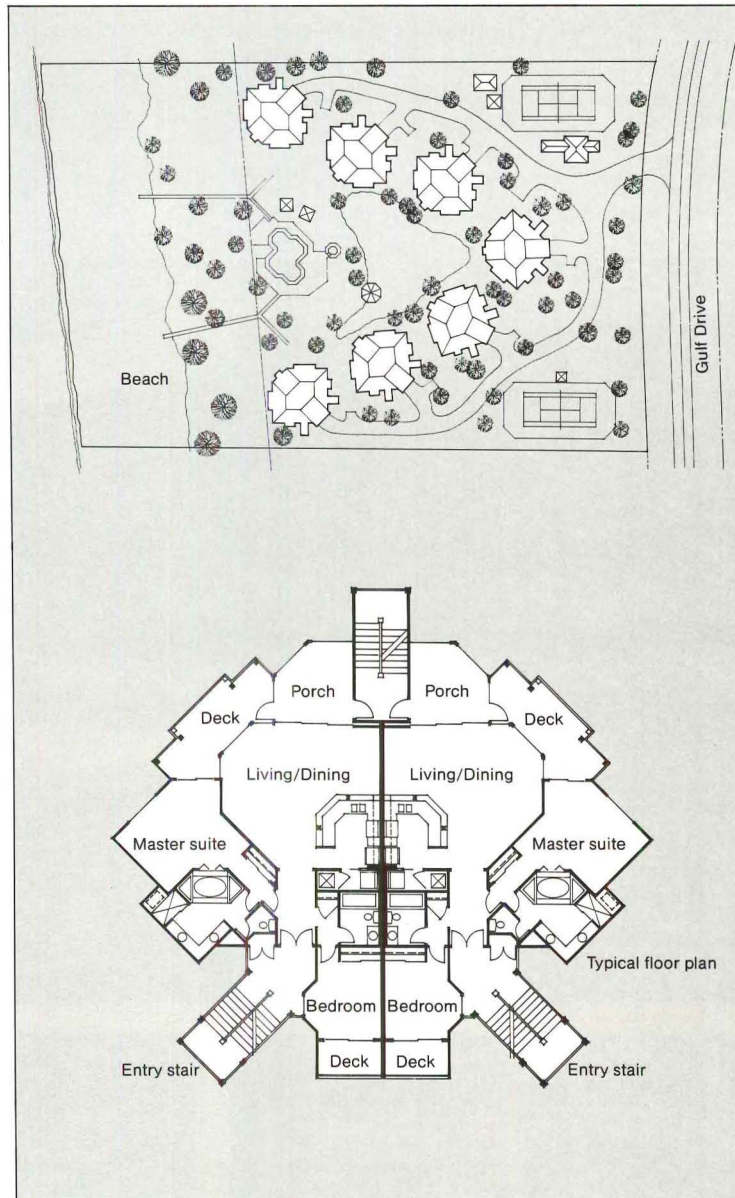 Beach
Gulf Drive
Porch Porch
Deck Deck
Living/Dining Living/Dining
Master suite Master suite
Typical floor plan
Bedroom Bedroom
Entry stair Deck Deck Entry stair